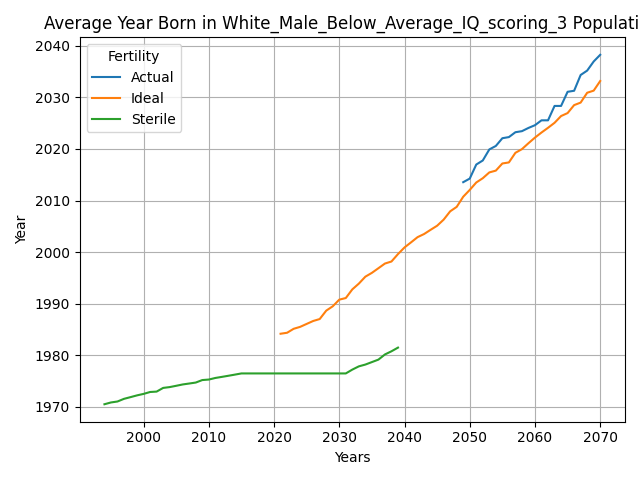 Average Year Born in White_Male_Below_Average_IQ_scoring_3 Populati
Fertility
Actual
Ideal
Sterile
2040
2030
2020
2010
2000
1990
1980
1970
Year
2000 2010 2020 2030 2040 2050 2060 2070
Years